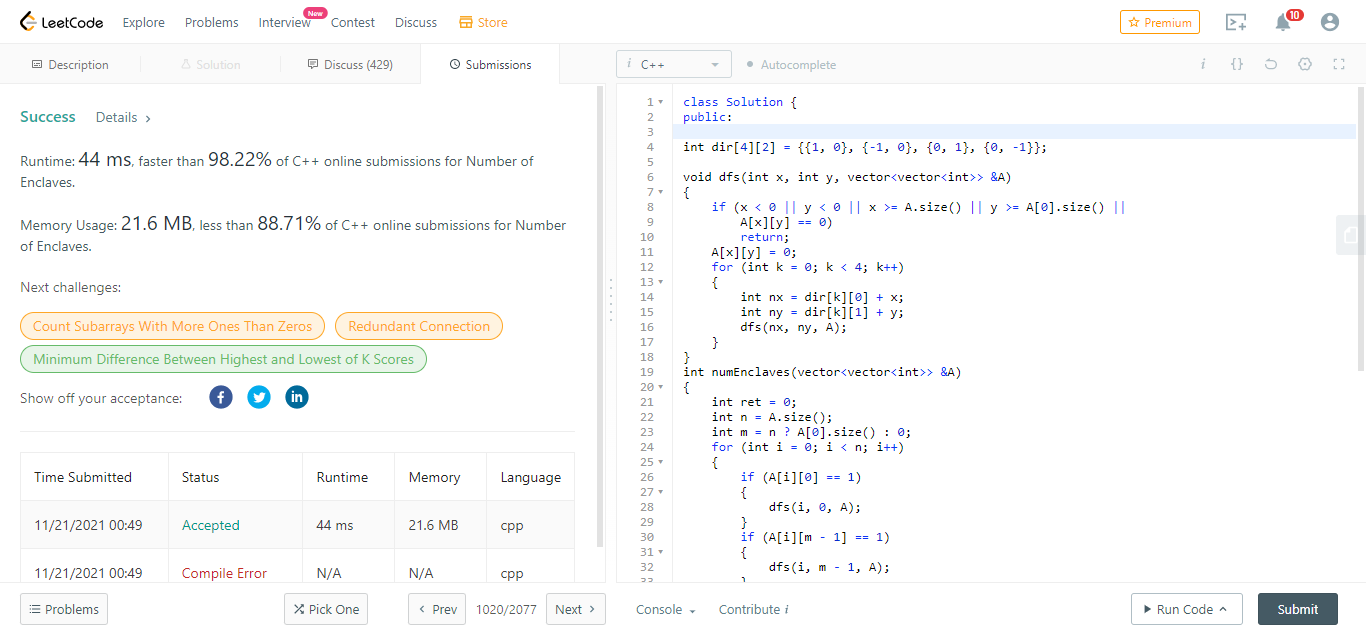 LeetCode Explore Problems Interview New Contest Discuss Store Premium 10
Description Solution Discuss (429) Submissions
Success Details >
Runtime: 44 ms, faster than 98.22% of C++ online submissions for Number of
Enclaves.
Memory Usage: 21.6 MB, less than 88.71% of C++ online submissions for Number
of Enclaves.
Next challenges:
Count Subarrays With More Ones Than Zeros Redundant Connection
Minimum Difference Between Highest and Lowest of K Scores
Show off your acceptance:
Time Submitted Status Runtime Memory Language
11/21/2021 00:49 Accepted 44 ms 21.6 MB cpp
11/21/2021 00:49 Compile Error N/A N/A cpp
i C++ Autocomplete i {}
1 class Solution {
2 public:
3
4 int dir[4][2] = {{1, 0}, {-1, 0}, {0, 1}, {0, -1}};
5
6 void dfs(int x, int y, vector<vector<int>> &A)
7 {
8 if (x < 0 || y < 0 || x >= A.size() || y >= A[0].size() ||
9 A[x][y] == 0)
10 return;
11 A[x][y] = 0;
12 for (int k = 0; k < 4; k++)
13 {
14 int nx = dir[k][0] + x;
15 int ny = dir[k][1] + y;
16 dfs(nx, ny, A);
17 }
18 }
19 int numEnclaves(vector<vector<int>> &A)
20 {
21 int ret = 0;
22 int n = A.size();
23 int m = n ? A[0].size() : 0;
24 for (int i = 0; i < n; i++)
25 {
26 if (A[i][0] == 1)
27 {
28 dfs(i, 0, A);
29 }
30 if (A[i][m - 1] == 1)
31 {
32 dfs(i, m - 1, A);
33 }
Problems Pick One < Prev 1020/2077 Next > Console Contribute i Run Code Submit